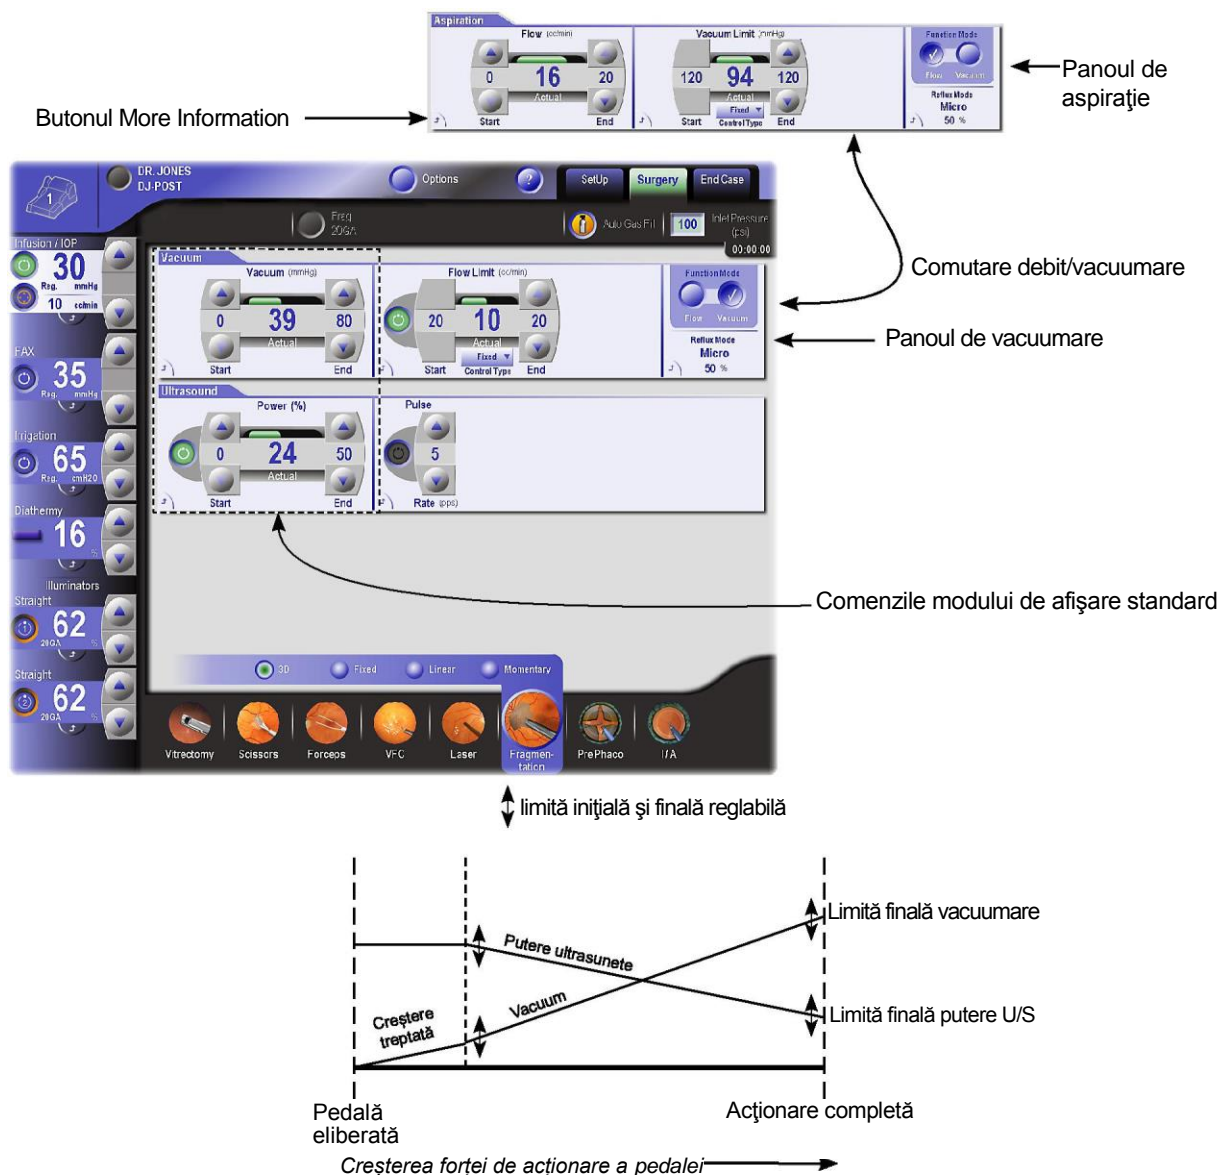 Aspiration
Flow (cc/min)
Vacuum Limit (mmHg)
Function Mode
0 16 20
120 94 120
Flow Vacuum
Actual
Actual
Fixed
Start End
Start Control Type End
Reflux Mode
Micro
50 %
Panoul de
aspiraţie
Butonul More Information
1
DR. JONES
DJ-POST
Options
?
SetUp
Surgery
End Case
Freq
20GA
Auto Gas Fill
100
Inlet Pressure
(psi)
00:00:00
Infusion / IOP
30
Reg. mmHg
10 cc/min
FAX
35
Reg. mmHg
Irrigation
65
Reg. cmH2O
Diathermy
16
%
Illuminators
Straight
1
62
20GA %
Straight
2
62
20GA %
Vacuum
Vacuum (mmHg)
0 39 80
Actual
Start End
Flow Limit (cc/min)
20 10 20
Actual
Fixed
Start Control Type End
Function Mode
Flow Vacuum
Reflux Mode
Micro
50 %
Ultrasound
Power (%)
0 24 50
Actual
Start End
Pulse
5
Rate (pps)
Comutare debit/vacuumare
Panoul de vacuumare
Comenzile modului de afişare standard
3D
Fixed
Linear
Momentary
Vitrectomy
Scissors
Forceps
VFC
Laser
Fragmen-
tation
PrePhaco
I / A
limită iniţială şi finală reglabilă
Limită finală vacuumare
Putere ultrasunete
Vacuum
Creştere
treptată
Limită finală putere U/S
Pedală
eliberată
Acţionare completă
Creşterea forţei de acţionare a pedalei